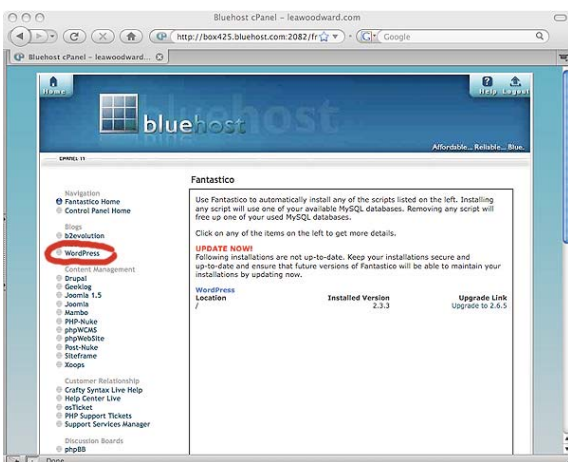 Bluehost cPanel – leawoodward.com
http://box425.bluehost.com:2082/fr
Google
Bluehost cPanel – leawoodward...
Home
Help Logout
bluehost
Affordable... Reliable... Blue.
CPANEL 11
Fantastico
Navigation
Fantastico Home
Control Panel Home
Blogs
b2evolution
WordPress
Content Management
Drupal
Geeklog
Joomla 1.5
Joomla
Mambo
PHP-Nuke
phpWCMS
phpWebSite
Post-Nuke
Siteframe
Xoops
Customer Relationship
Crafty Syntax Live Help
Help Center Live
osTicket
PHP Support Tickets
Support Services Manager
Discussion Boards
phpBB
Use Fantastico to automatically install any of the scripts listed on the left. Installing
any script will use one of your available MySQL databases. Removing any script will
free up one of your used MySQL databases.
Click on any of the items on the left to get more details.
UPDATE NOW!
Following installations are not up-to-date. Keep your installations secure and
up-to-date and ensure that future versions of Fantastico will be able to maintain your
installations by updating now.
WordPress
Location Installed Version Upgrade Link
/ 2.3.3 Upgrade to 2.6.5
Done